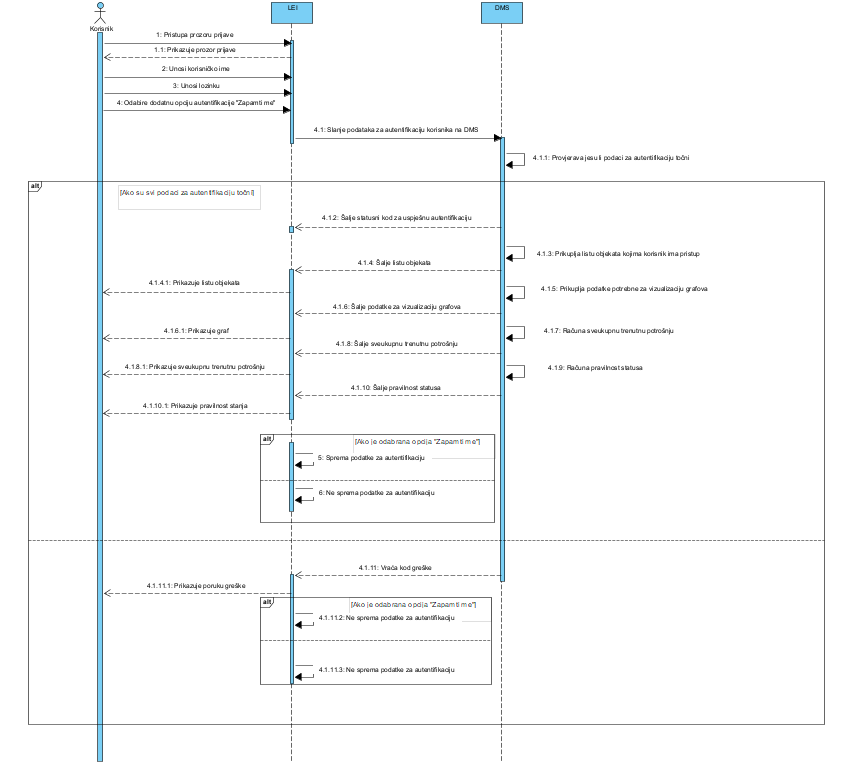 LEI
DMS
Korisnik
1: Pristupa prozoru prijave
1.1: Prikazuje prozor prijave
2: Unosi korisničko ime
3: Unosi lozinku
4: Odabire dodatnu opciju autentifikacije "Zapamti me"
4.1: Slanje podataka za autentifikaciju korisnika na DMS
4.1.1: Provjerava jesu li podaci za autentifikaciju točni
alt
[Ako su svi podaci za autentifikaciju točni]
4.1.2: Šalje statusni kod za uspješnu autentifikaciju
4.1.3: Prikuplja listu objekata kojima korisnik ima pristup
4.1.4: Šalje listu objekata
4.1.4.1: Prikazuje listu objekata
4.1.5: Prikuplja podatke potrebne za vizualizaciju grafova
4.1.6: Šalje podatke za vizualizaciju grafova
4.1.6.1: Prikazuje graf
4.1.7: Računa sveukupnu trenutnu potrošnju
4.1.8: Šalje sveukupnu trenutnu potrošnju
4.1.8.1: Prikazuje sveukupnu trenutnu potrošnju
4.1.9: Računa pravilnost statusa
4.1.10: Šalje pravilnost statusa
4.1.10.1: Prikazuje pravilnost stanja
alt
[Ako je odabrana opcija "Zapamti me"]
5: Sprema podatke za autentifikaciju
6: Ne sprema podatke za autentifikaciju
4.1.11: Vraća kod greške
4.1.11.1: Prikazuje poruku greške
alt
[Ako je odabrana opcija "Zapamti me"]
4.1.11.2: Ne sprema podatke za autentifikaciju
4.1.11.3: Ne sprema podatke za autentifikaciju